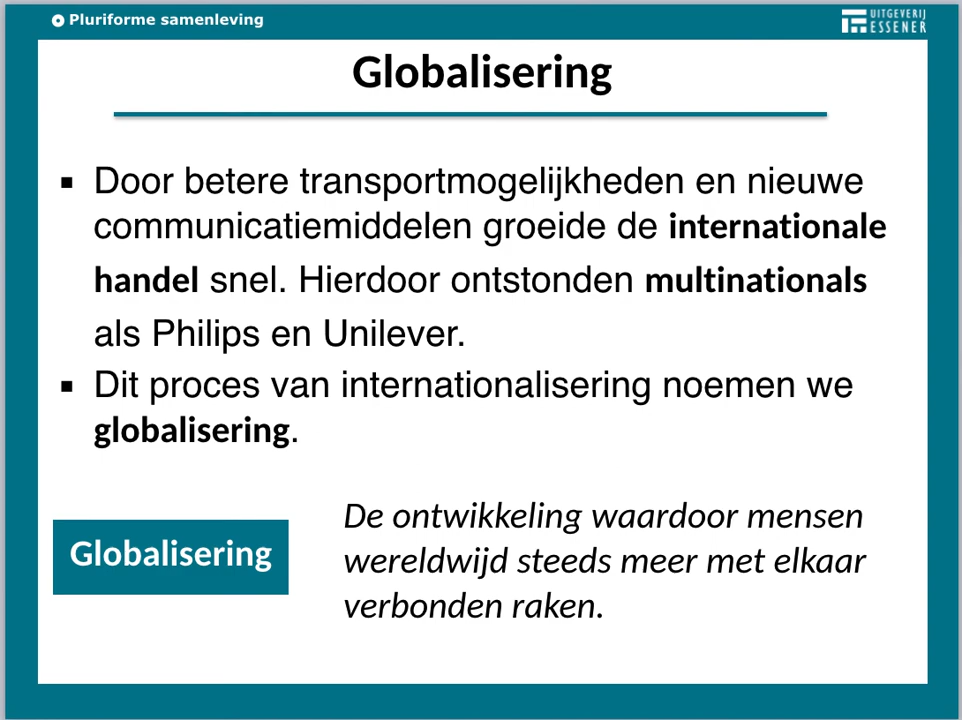 Pluriforme samenleving
UITGEVERIJ
ESSENER
Globalisering
▪ Door betere transportmogelijkheden en nieuwe
communicatiemiddelen groeide de internationale
handel snel. Hierdoor ontstonden multinationals
als Philips en Unilever.
▪ Dit proces van internationalisering noemen we
globalisering.
Globalisering
De ontwikkeling waardoor mensen
wereldwijd steeds meer met elkaar
verbonden raken.